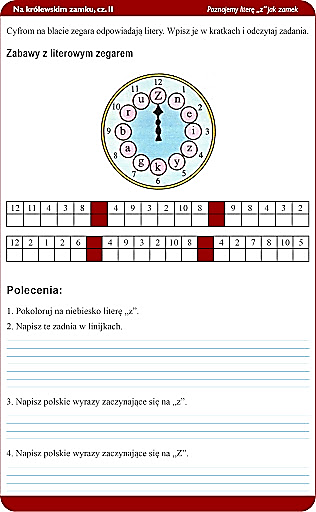 Na królewskim zamku, cz. II
Poznajemy literę „z” jak zamek
Cyfrom na blacie zegara odpowiadają litery. Wpisz je w kratkach i odczytaj zadania.
Zabawy z literowym zegarem
12
11 1
10 2
9 3
8 4
7 5
6
Z
u n
r e
b i
a z
g y
k
12 11 4 3 8 4 9 3 2 10 8 9 8 4 3 2
12 2 1 2 6 4 9 3 2 10 8 4 2 7 8 10 5
Polecenia:
1. Pokoloruj na niebiesko literę „z”.
2. Napisz te zadnia w linijkach.
3. Napisz polskie wyrazy zaczynające się na „z”.
4. Napisz polskie wyrazy zaczynające się na „Z”.